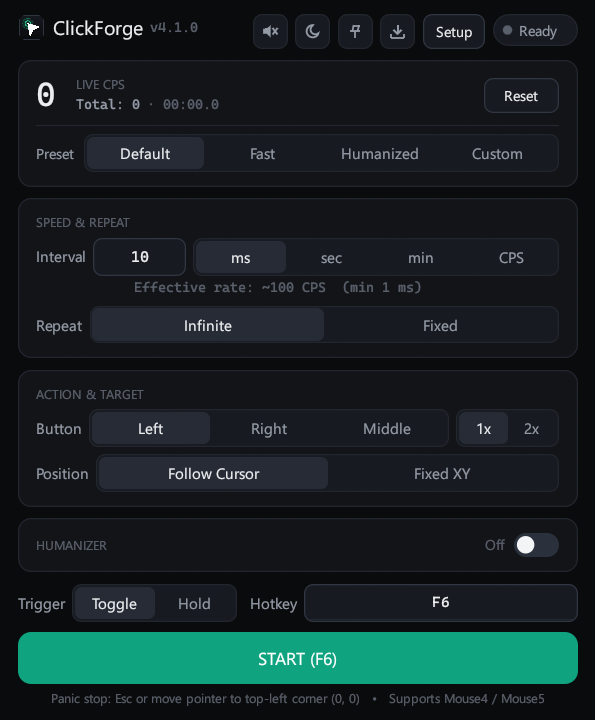 ClickForge v4.1.0 Setup Ready
0 LIVE CPS
Total: 0 · 00:00.0 Reset
Preset Default Fast Humanized Custom
SPEED & REPEAT
Interval 10 ms sec min CPS
Effective rate: ~100 CPS (min 1 ms)
Repeat Infinite Fixed
ACTION & TARGET
Button Left Right Middle 1x 2x
Position Follow Cursor Fixed XY
HUMANIZER Off
Trigger Toggle Hold Hotkey F6
START (F6)
Panic stop: Esc or move pointer to top-left corner (0, 0) • Supports Mouse4 / Mouse5